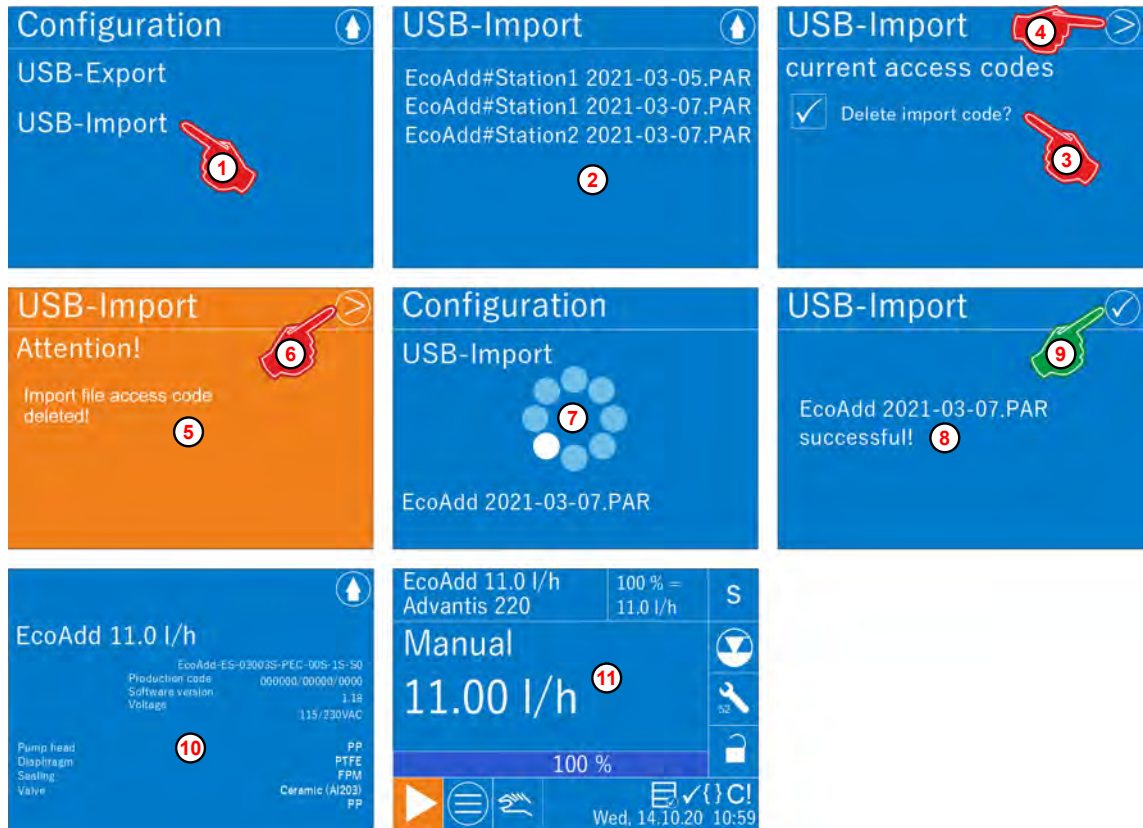 Configuration
USB-Export
USB-Import
1
USB-Import
EcoAdd#Station1 2021-03-05.PAR
EcoAdd#Station1 2021-03-07.PAR
EcoAdd#Station2 2021-03-07.PAR
2
USB-Import
4
current access codes
Delete import code?
3
USB-Import
Attention!
6
Import file access code
deleted!
5
Configuration
USB-Import
7
EcoAdd 2021-03-07.PAR
USB-Import
9
EcoAdd 2021-03-07.PAR
successful! 8
EcoAdd 11.0 l/h
EcoAdd-ES-03003S-PEC-00S-1S-S0
Production code 000000/00000/0000
Software version 1.18
Voltage 115/230VAC
10
Pump head PP
Diaphragm PTFE
Sealing FPM
Valve Ceramic (Al203)
PP
EcoAdd 11.0 l/h 100 % = S
Advantis 220 11.0 l/h
Manual
11.00 l/h 11
52
100 %
{} C!
Wed, 14.10.20 10:59